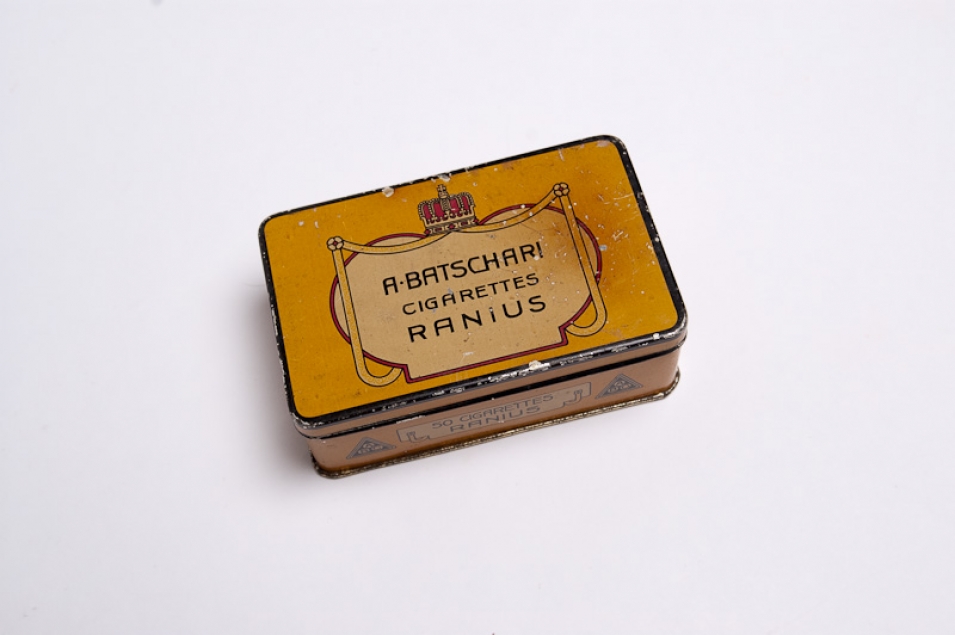 A·BATSCHARI
CIGARETTES
RANiUS
50 CIGARETTES
RANIUS